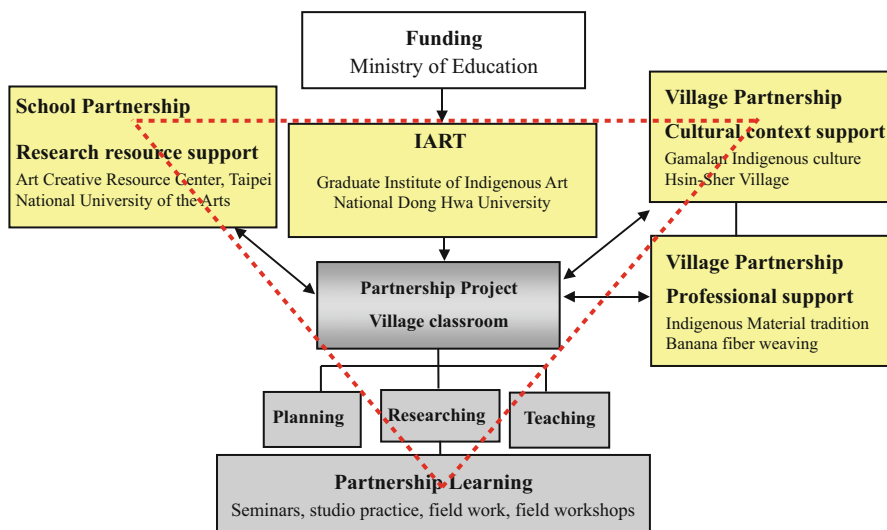 Funding
Ministry of Education
School Partnership
Research resource support
Art Creative Resource Center, Taipei
National University of the Arts
IART
Graduate Institute of Indigenous Art
National Dong Hwa University
Village Partnership
Cultural context support
Gamalan Indigenous culture
Hsin-Sher Village
Partnership Project
Village classroom
Village Partnership
Professional support
Indigenous Material tradition
Banana fiber weaving
Planning
Researching
Teaching
Partnership Learning
Seminars, studio practice, field work, field workshops